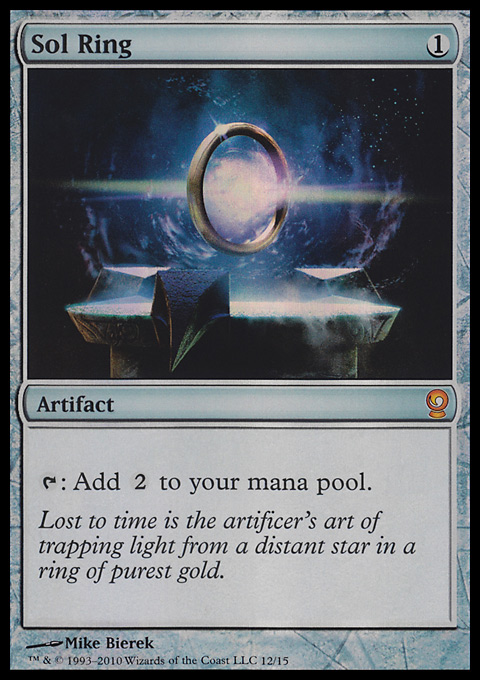 Sol Ring 1
Artifact
: Add 2 to your mana pool.
Lost to time is the artificer's art of
trapping light from a distant star in a
ring of purest gold.
Mike Bierek
™ & © 1993–2010 Wizards of the Coast LLC 12/15